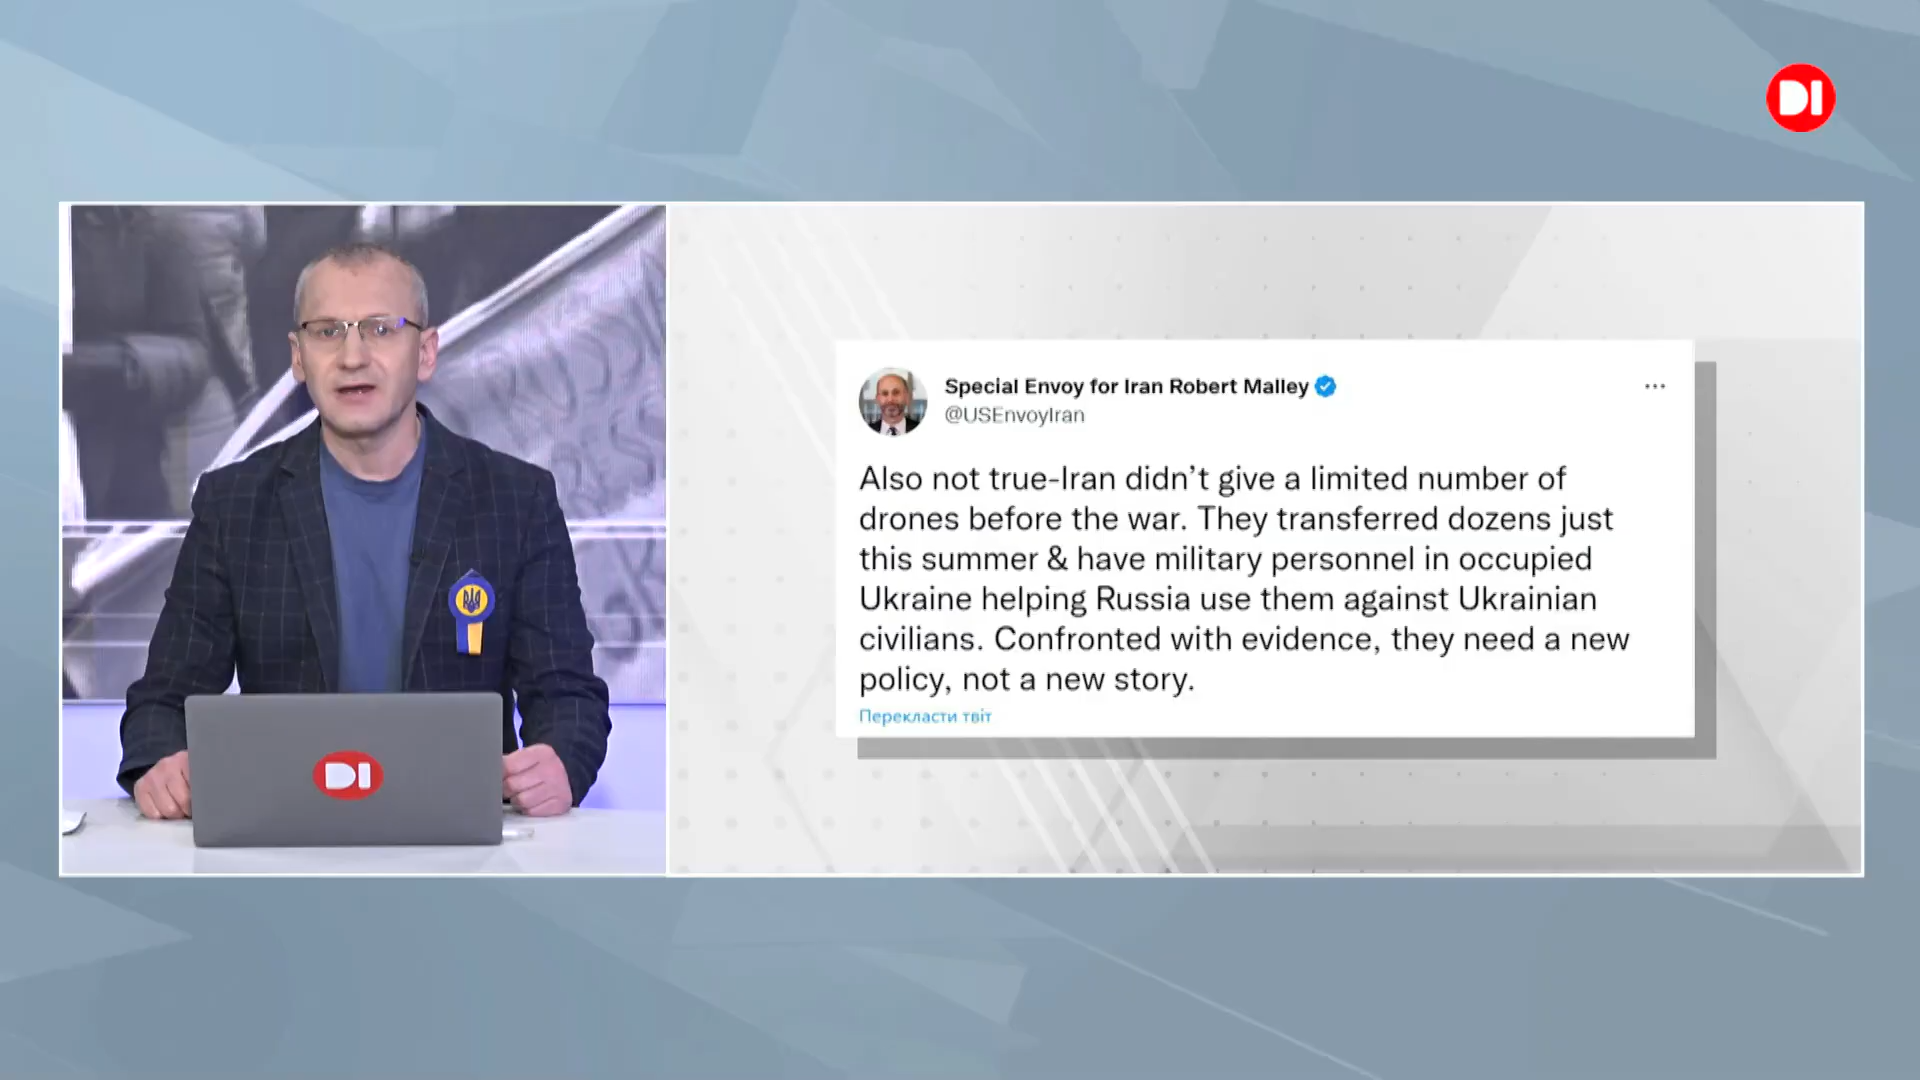 DI
Special Envoy for Iran Robert Malley
@USEnvoyIran
Also not true-Iran didn't give a limited number of
drones before the war. They transferred dozens just
this summer & have military personnel in occupied
Ukraine helping Russia use them against Ukrainian
civilians. Confronted with evidence, they need a new
policy, not a new story.
Перекласти твіт
DI